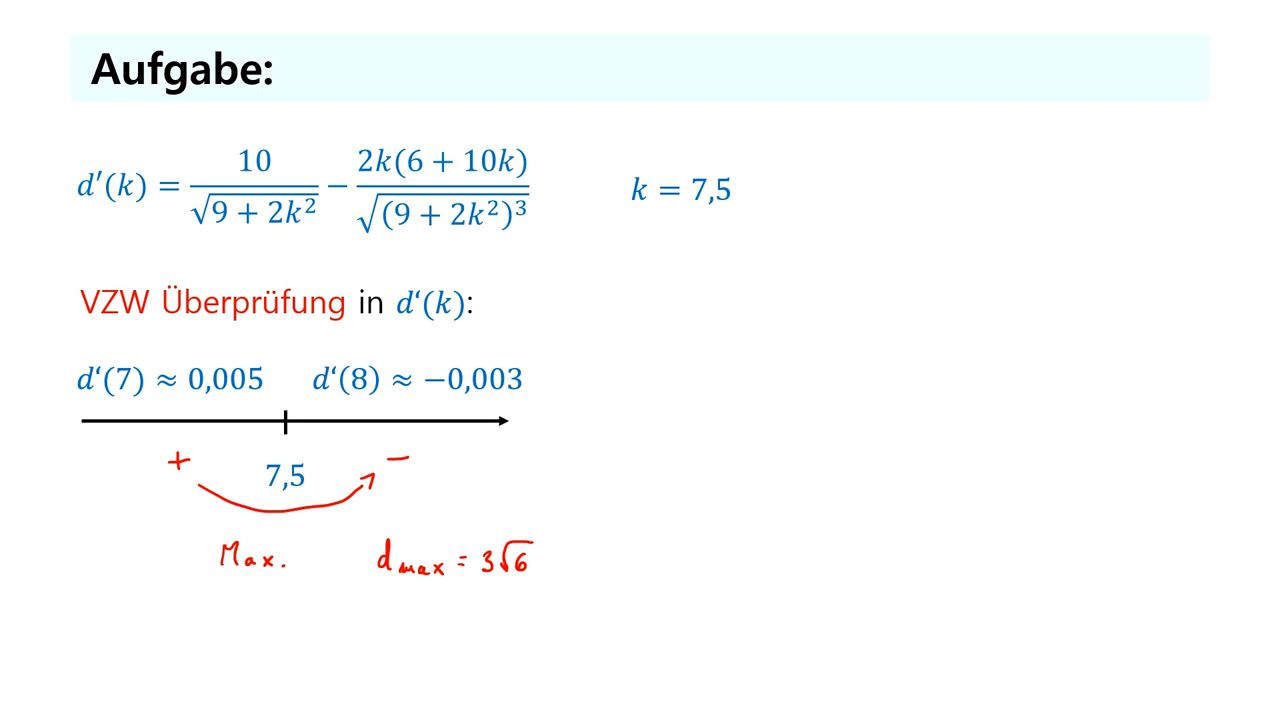 Aufgabe:
d′(k) = 10/√(9 + 2k²) − 2k(6 + 10k)/√((9 + 2k²)³) k = 7,5
VZW Überprüfung in d‘(k):
d‘(7) ≈ 0,005 d‘(8) ≈ −0,003
+ 7,5 −
Max. d_max = 3√6